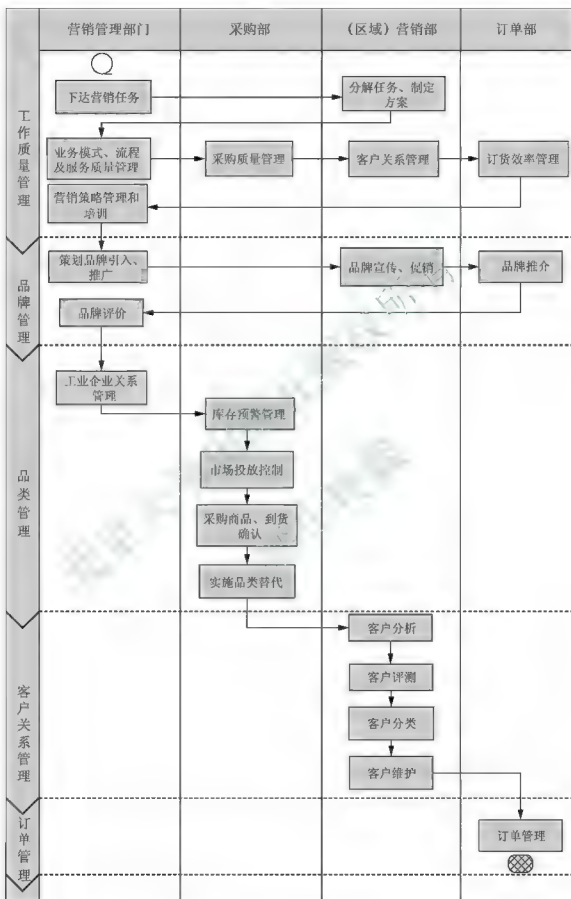 营销管理部门
采购部
（区域）营销部
订单部
工作质量管理
下达营销任务
分解任务、制定
方案
业务模式、流程
及服务质量管理
采购质量管理
客户关系管理
订货效率管理
营销策略管理和
培训
品牌管理
策划品牌引入、
推广
品牌宣传、促销
品牌推介
品牌评价
品类管理
工业企业关系
管理
库存预警管理
市场投放控制
采购商品、到货
确认
实施品类替代
客户关系管理
客户分析
客户评测
客户分类
客户维护
订单管理
订单管理